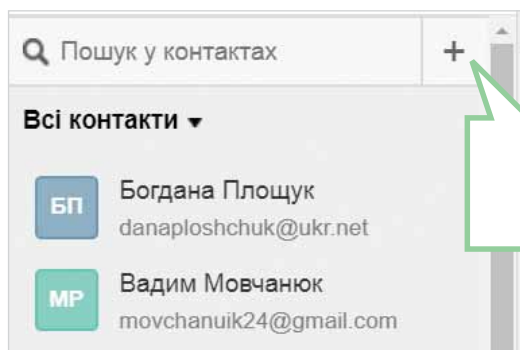 Пошук у контактах +
Всі контакти
БП
Богдана Площук
danaploshchuk@ukr.net
МР
Вадим Мовчанюк
movchanuik24@gmail.com